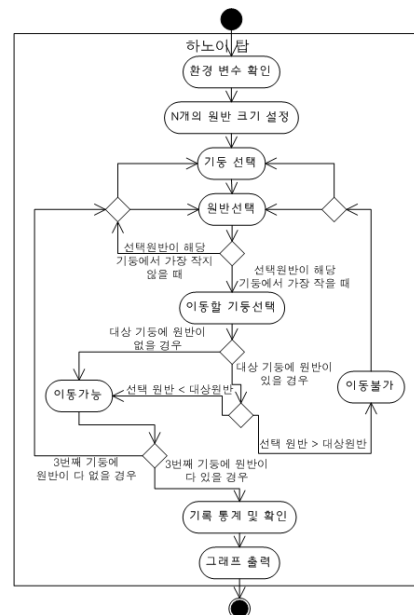 하노이 탑
환경 변수 확인
N개의 원반 크기 설정
기둥 선택
원반선택
선택원반이 해당
기둥에서 가장 작지
않을 때
선택원반이 해당
기둥에서 가장 작을 때
이동할 기둥선택
대상 기둥에 원반이
없을 경우
대상 기둥에 원반이
있을 경우
이동가능
선택 원반 < 대상원반
이동불가
선택 원반 > 대상원반
3번째 기둥에
원반이 다 없을 경우
3번째 기둥에 원반이
다 있을 경우
기록 통계 및 확인
그래프 출력